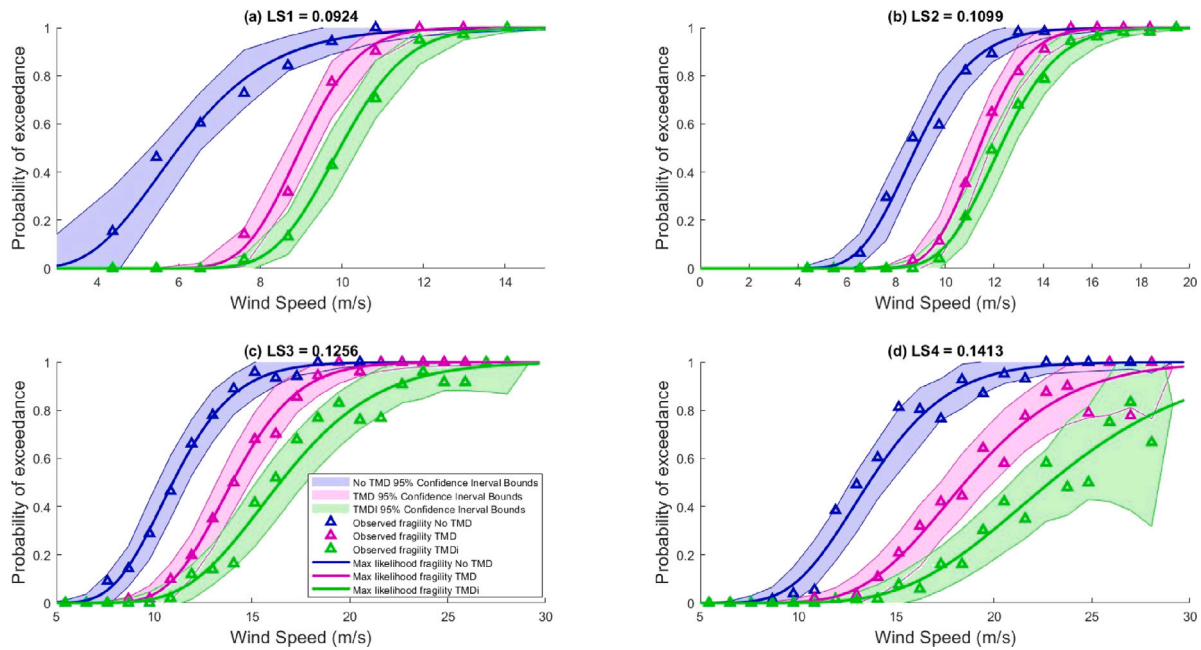 (a) LS1 = 0.0924
Probability of exceedance
1
0.8
0.6
0.4
0.2
0
4 6 8 10 12 14
Wind Speed (m/s)
(b) LS2 = 0.1099
Probability of exceedance
1
0.8
0.6
0.4
0.2
0
0 2 4 6 8 10 12 14 16 18 20
Wind Speed (m/s)
(c) LS3 = 0.1256
Probability of exceedance
1
0.8
0.6
0.4
0.2
0
5 10 15 20 25 30
Wind Speed (m/s)
No TMD 95% Confidence Inerval Bounds
TMD 95% Confidence Inerval Bounds
TMDI 95% Confidence Inerval Bounds
Observed fragility No TMD
Observed fragility TMD
Observed fragility TMDi
Max likelihood fragility No TMD
Max likelihood fragility TMD
Max likelihood fragility TMDi
(d) LS4 = 0.1413
Probability of exceedance
1
0.8
0.6
0.4
0.2
0
5 10 15 20 25 30
Wind Speed (m/s)